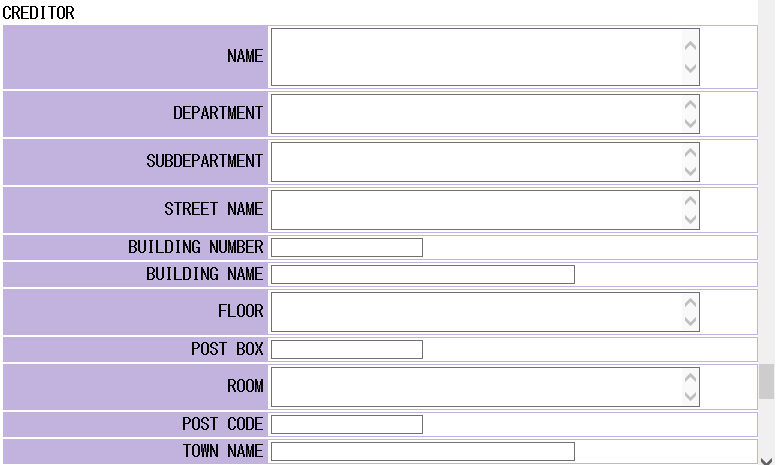 CREDITOR
NAME
DEPARTMENT
SUBDEPARTMENT
STREET NAME
BUILDING NUMBER
BUILDING NAME
FLOOR
POST BOX
ROOM
POST CODE
TOWN NAME